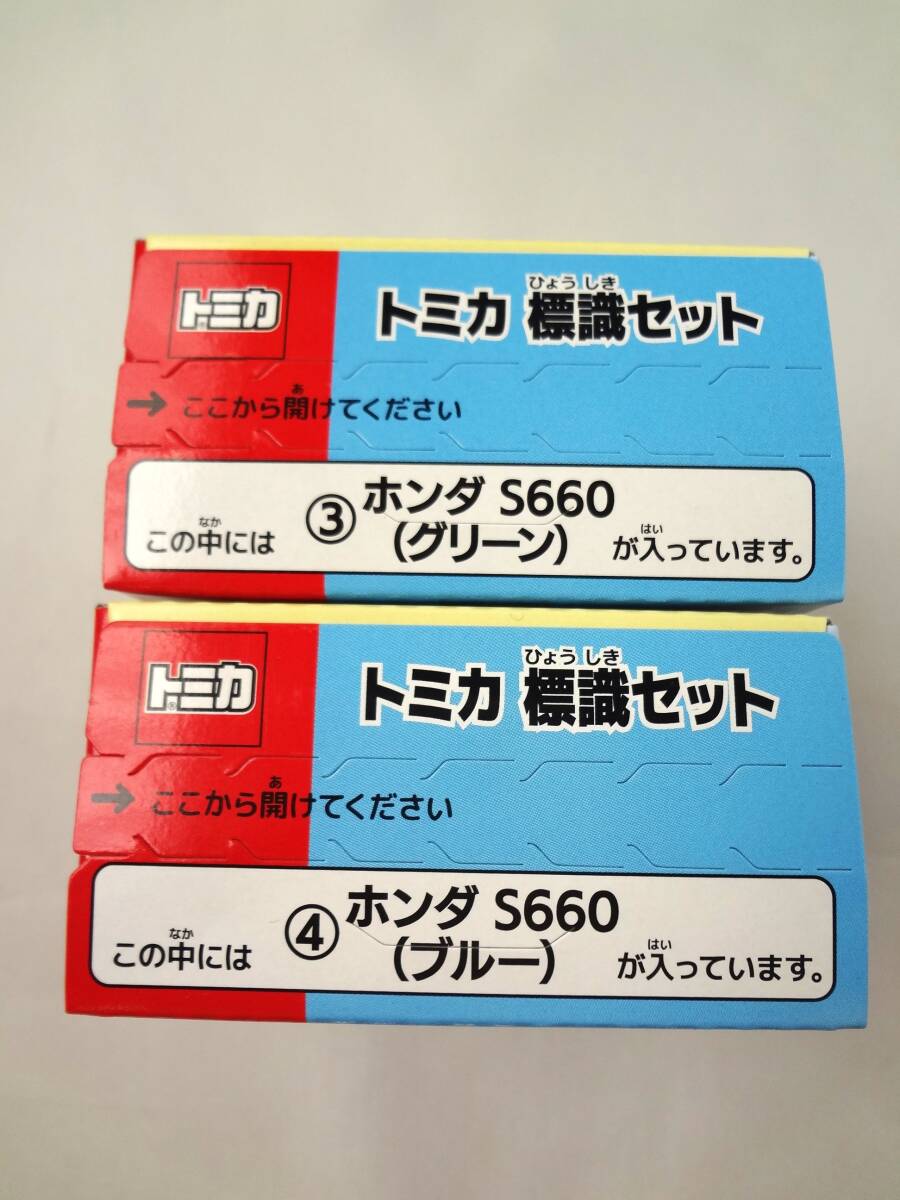 トミカ
ひょう しき
トミカ 標識セット
あ
→ ここから開けてください
ホンダ S660
③
(グリーン)
なか
この中には
はい
が入っています。
トミカ
ひょう しき
トミカ 標識セット
あ
→ ここから開けてください
ホンダ S660
④
(ブルー)
なか
この中には
はい
が入っています。